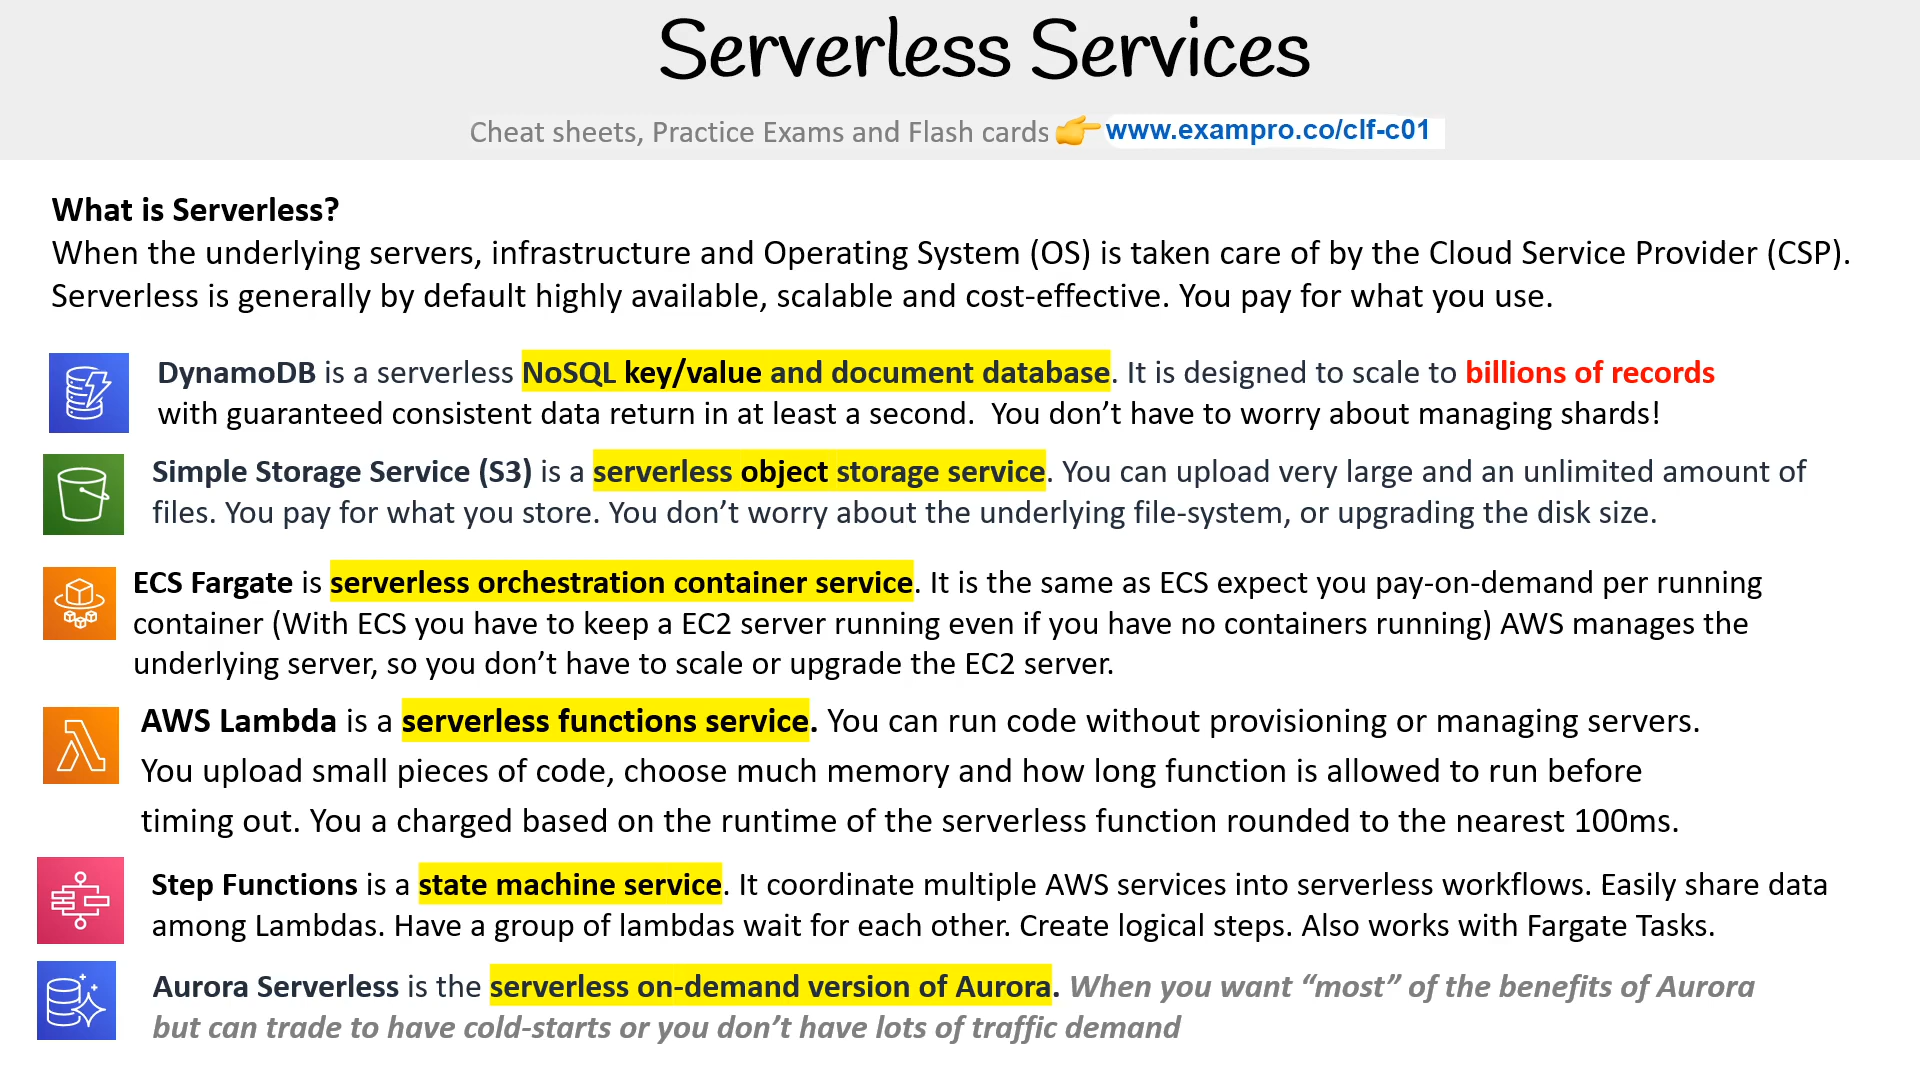 Serverless Services
Cheat sheets, Practice Exams and Flash cards 👉 www.exampro.co/clf-c01
What is Serverless?
When the underlying servers, infrastructure and Operating System (OS) is taken care of by the Cloud Service Provider (CSP).
Serverless is generally by default highly available, scalable and cost-effective. You pay for what you use.
DynamoDB is a serverless NoSQL key/value and document database. It is designed to scale to billions of records
with guaranteed consistent data return in at least a second. You don’t have to worry about managing shards!
Simple Storage Service (S3) is a serverless object storage service. You can upload very large and an unlimited amount of
files. You pay for what you store. You don’t worry about the underlying file-system, or upgrading the disk size.
ECS Fargate is serverless orchestration container service. It is the same as ECS expect you pay-on-demand per running
container (With ECS you have to keep a EC2 server running even if you have no containers running) AWS manages the
underlying server, so you don’t have to scale or upgrade the EC2 server.
AWS Lambda is a serverless functions service. You can run code without provisioning or managing servers.
You upload small pieces of code, choose much memory and how long function is allowed to run before
timing out. You a charged based on the runtime of the serverless function rounded to the nearest 100ms.
Step Functions is a state machine service. It coordinate multiple AWS services into serverless workflows. Easily share data
among Lambdas. Have a group of lambdas wait for each other. Create logical steps. Also works with Fargate Tasks.
Aurora Serverless is the serverless on-demand version of Aurora. When you want “most” of the benefits of Aurora
but can trade to have cold-starts or you don’t have lots of traffic demand